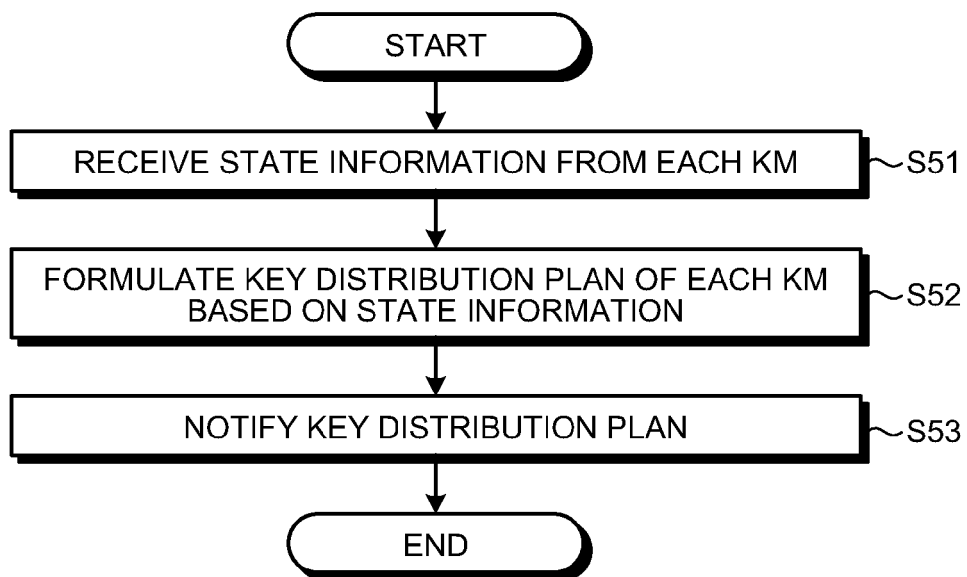 START
RECEIVE STATE INFORMATION FROM EACH KM
S51
FORMULATE KEY DISTRIBUTION PLAN OF EACH KM
BASED ON STATE INFORMATION
S52
NOTIFY KEY DISTRIBUTION PLAN
S53
END